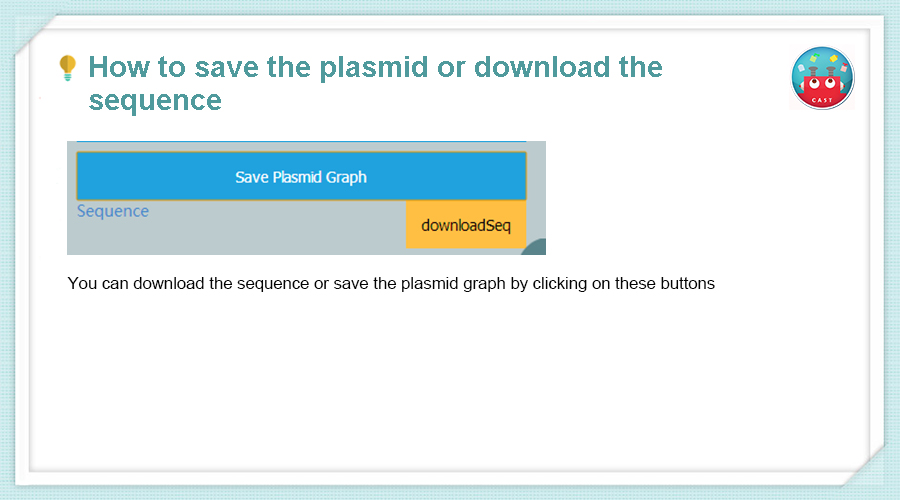 How to save the plasmid or download the
sequence
CAST
Save Plasmid Graph
Sequence
downloadSeq
You can download the sequence or save the plasmid graph by clicking on these buttons